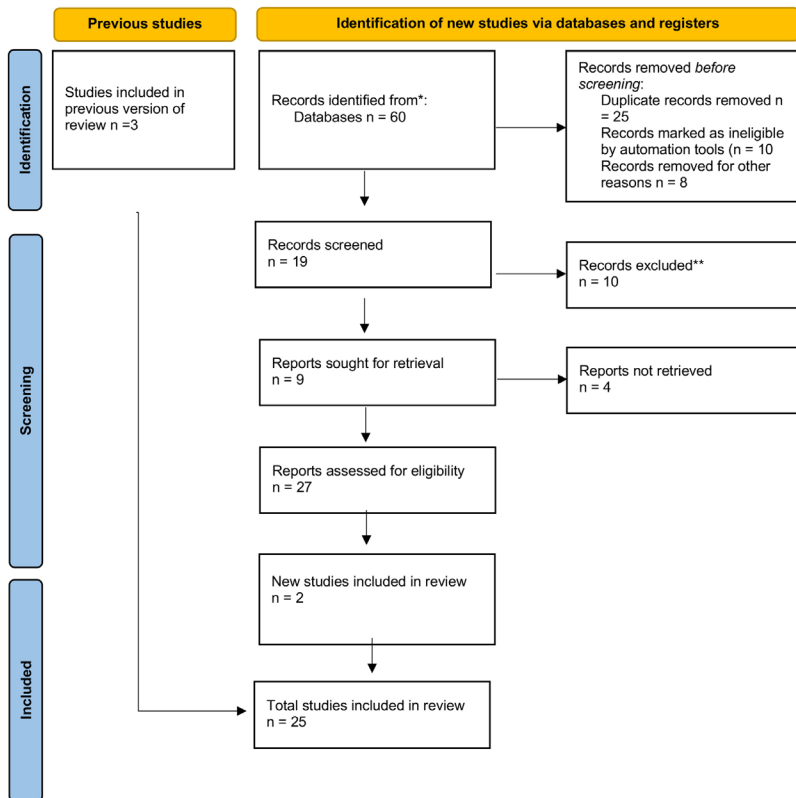 Previous studies
Identification of new studies via databases and registers
Identification
Studies included in
previous version of
review n =3
Records identified from*:
Databases n = 60
Records removed before
screening:
Duplicate records removed n
= 25
Records marked as ineligible
by automation tools (n = 10
Records removed for other
reasons n = 8
Screening
Records screened
n = 19
Records excluded**
n = 10
Reports sought for retrieval
n = 9
Reports not retrieved
n = 4
Reports assessed for eligibility
n = 27
New studies included in review
n = 2
Included
Total studies included in review
n = 25